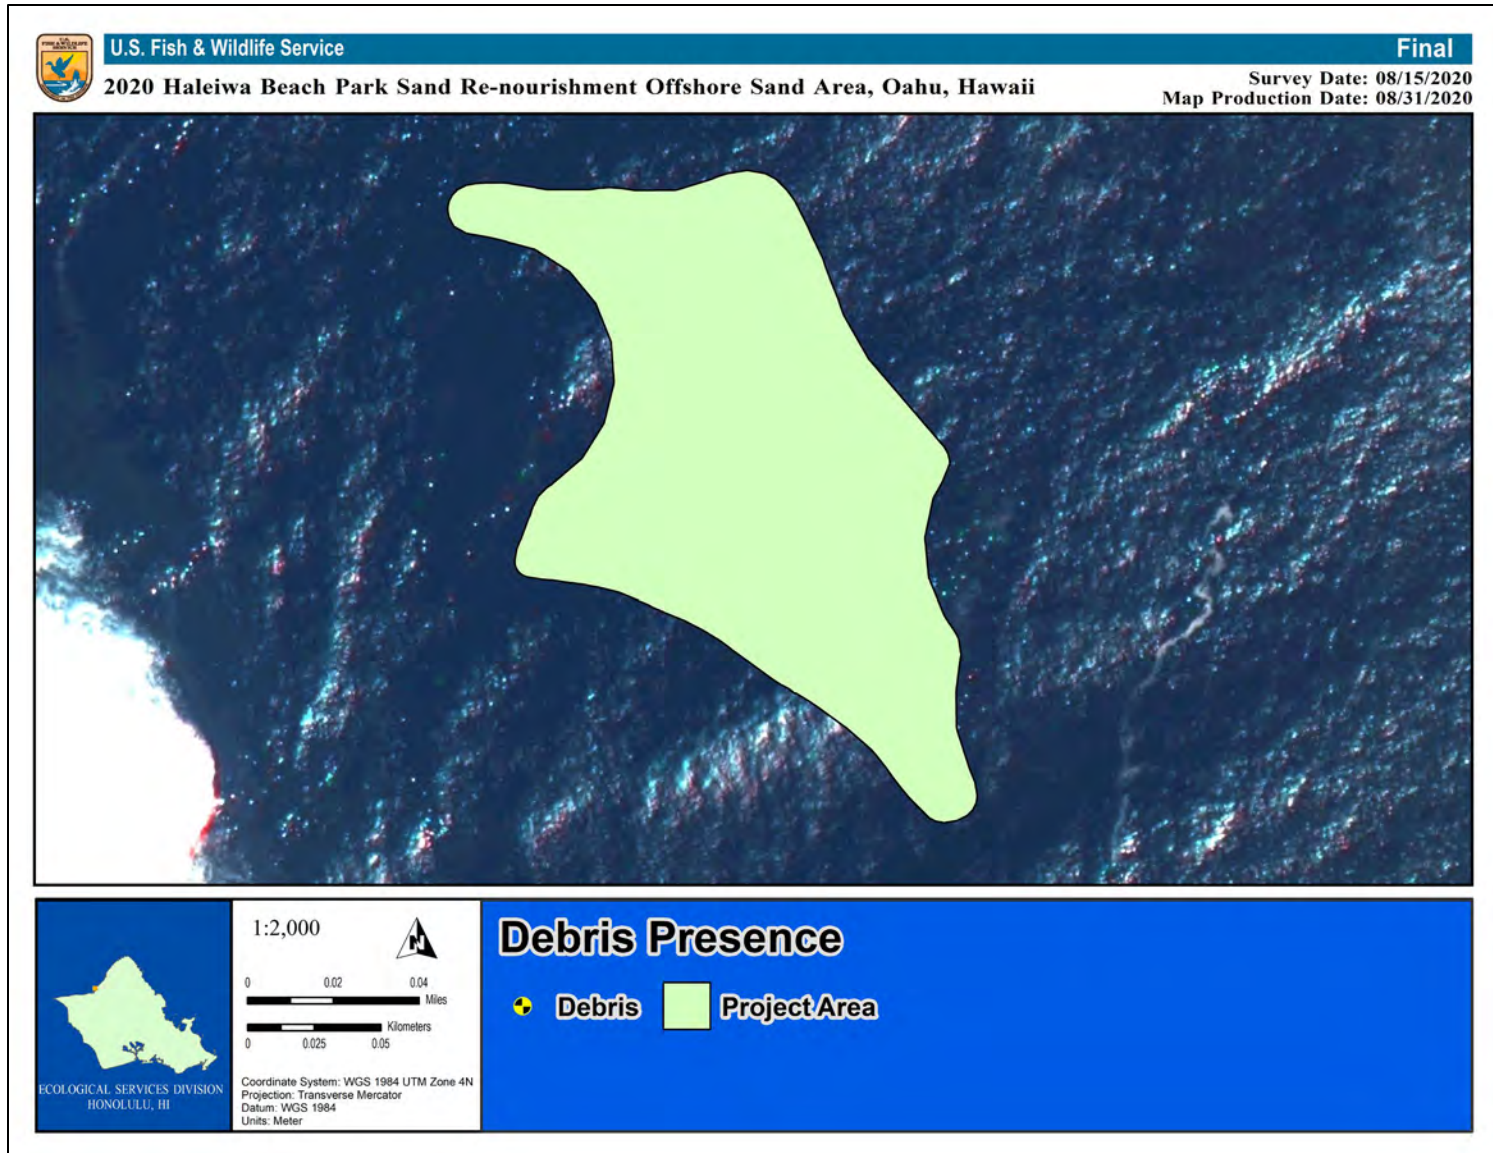 U.S.
FISH & WILDLIFE
SERVICE
U.S. Fish & Wildlife Service
Final
2020 Haleiwa Beach Park Sand Re-nourishment Offshore Sand Area, Oahu, Hawaii
Survey Date: 08/15/2020
Map Production Date: 08/31/2020
ECOLOGICAL SERVICES DIVISION
HONOLULU, HI
1:2,000
N
0 0.02 0.04
Miles
Kilometers
0 0.025 0.05
Coordinate System: WGS 1984 UTM Zone 4N
Projection: Transverse Mercator
Datum: WGS 1984
Units: Meter
Debris Presence
Debris Project Area